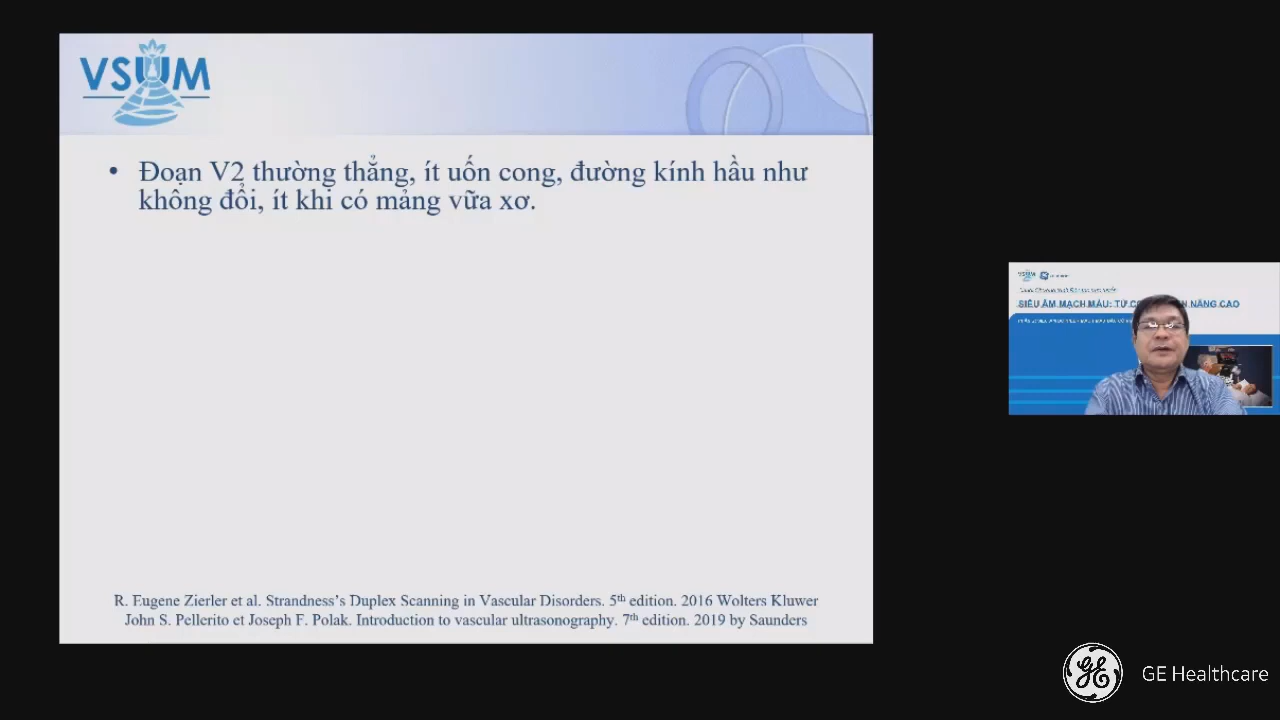 VSUM
• Đoạn V2 thường thẳng, ít uốn cong, đường kính hầu như
không đổi, ít khi có mảng vữa xơ.
R. Eugene Zierler et al. Strandness's Duplex Scanning in Vascular Disorders. 5th edition. 2016 Wolters Kluwer
John S. Pellerito et Joseph F. Polak. Introduction to vascular ultrasonography. 7th edition. 2019 by Saunders
VSUM
SIÊU ÂM MẠCH MÁU: TỪ
NÂNG CAO
GE Healthcare